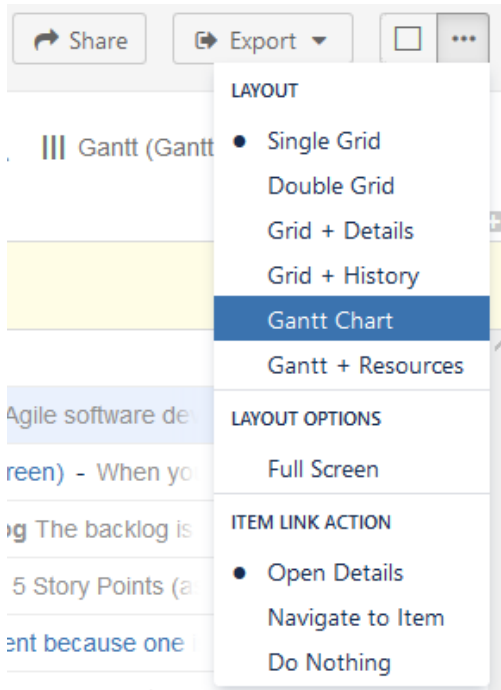 Share
Export
LAYOUT
Gantt (Gantt
Single Grid
Double Grid
Grid + Details
Grid + History
Gantt Chart
Gantt + Resources
Agile software de
LAYOUT OPTIONS
reen) - When yo
Full Screen
og The backlog is
ITEM LINK ACTION
5 Story Points (a
Open Details
Navigate to Item
ent because one
Do Nothing